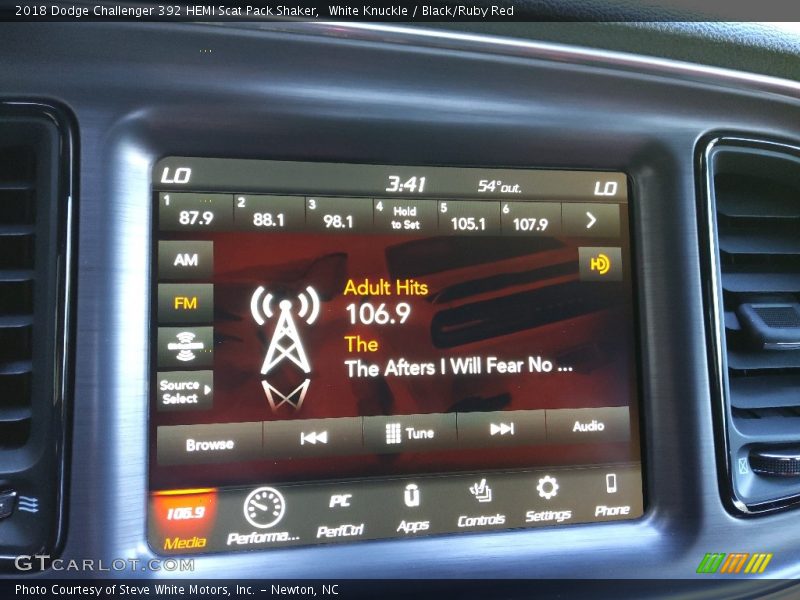 2018 Dodge Challenger 392 HEMI Scat Pack Shaker,  White Knuckle / Black/Ruby Red
LO 3:41 54°out. LO
1 87.9 2 88.1 3 98.1 4 Hold to Set 5 105.1 6 107.9 >
AM
HD
Adult Hits
FM
106.9
The
SiriusXM
The Afters I Will Fear No ...
Source
Select
Browse Tune Audio
106.9 PC
Media Performa... PerfCtrl Apps Controls Settings Phone
GTCARLOT.COM
Photo Courtesy of Steve White Motors, Inc. – Newton, NC